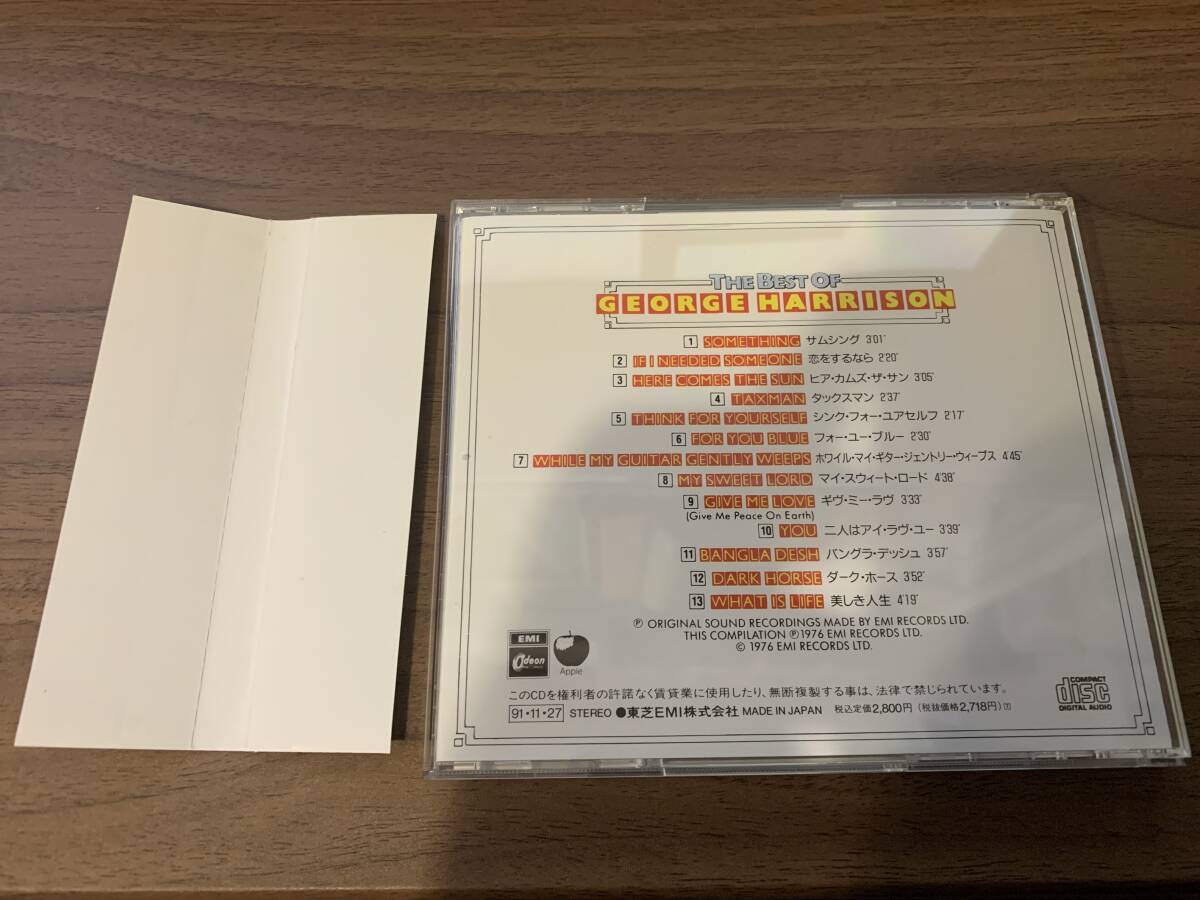 THE BEST OF
GEORGE HARRISON
1 SOMETHING サムシング 3'01"
2 IF I NEEDED SOMEONE 恋をするなら 2'20"
3 HERE COMES THE SUN ヒア・カムズ・ザ・サン 3'05"
4 TAXMAN タックスマン 2'37"
5 THINK FOR YOURSELF シンク・フォー・ユアセルフ 2'17"
6 FOR YOU BLUE フォー・ユー・ブルー 2'30"
7 WHILE MY GUITAR GENTLY WEEPS ホワイル・マイ・ギター・ジェントリー・ウィープス 4'45"
8 MY SWEET LORD マイ・スウィート・ロード 4'38"
9 GIVE ME LOVE ギヴ・ミー・ラヴ 3'33"
(Give Me Peace On Earth)
10 YOU 二人はアイ・ラヴ・ユー 3'39"
11 BANGLA DESH バングラ・デッシュ 3'57"
12 DARK HORSE ダーク・ホース 3'52"
13 WHAT IS LIFE 美しき人生 4'19"
Ⓟ ORIGINAL SOUND RECORDINGS MADE BY EMI RECORDS LTD.
THIS COMPILATION Ⓟ1976 EMI RECORDS LTD.
© 1976 EMI RECORDS LTD.
EMI
Odeon
Apple
このCDを権利者の許諾なく賃貸業に使用したり、無断複製する事は、法律で禁じられています。
91・11・27 STEREO ●東芝EMI株式会社 MADE IN JAPAN 税込定価2,800円 (税抜価格2,718円)
COMPACT
disc
DIGITAL AUDIO